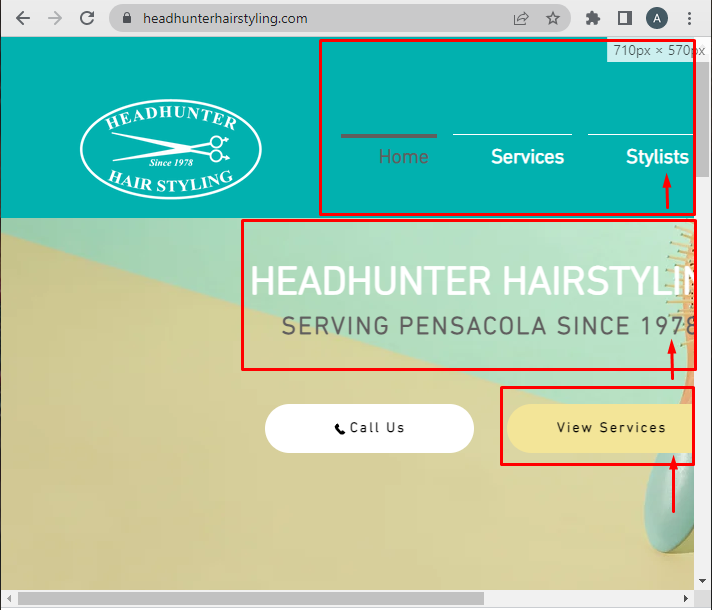 headhunterhairstyling.com
A
710px × 570px
HEADHUNTER
Since 1978
HAIR STYLING
Home Services Stylists
HEADHUNTER HAIRSTYLIN
SERVING PENSACOLA SINCE 1978
Call Us View Services